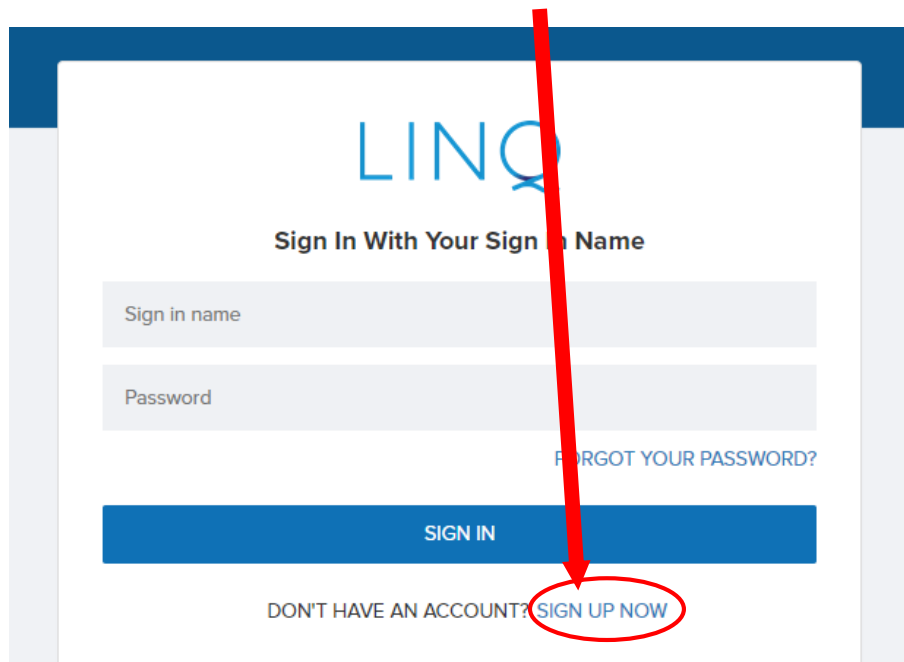 LINQ
Sign In With Your Sign In Name
Sign in name
Password
FORGOT YOUR PASSWORD?
SIGN IN
DON'T HAVE AN ACCOUNT? SIGN UP NOW